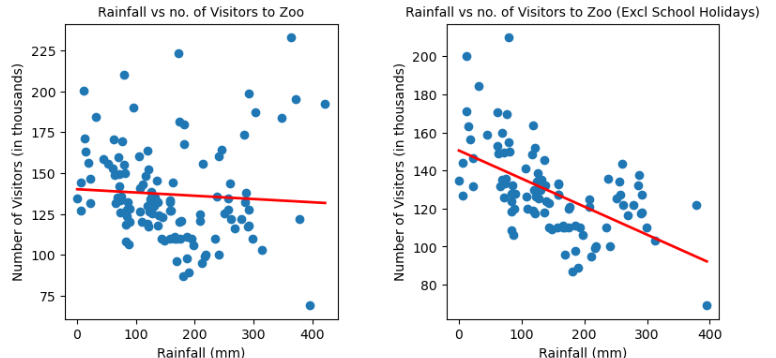 Rainfall vs no. of Visitors to Zoo
Number of Visitors (in thousands)
225
200
175
150
125
100
75
0 100 200 300 400
Rainfall (mm)
Rainfall vs no. of Visitors to Zoo (Excl School Holidays)
Number of Visitors (in thousands)
200
180
160
140
120
100
80
0 100 200 300 400
Rainfall (mm)